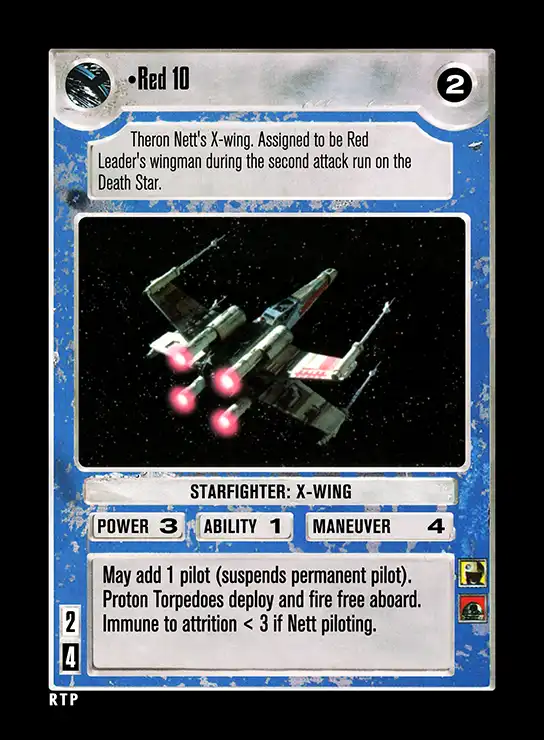 •Red 10
2
Theron Nett's X-wing. Assigned to be Red
Leader's wingman during the second attack run on the
Death Star.
STARFIGHTER: X-WING
POWER 3 ABILITY 1 MANEUVER 4
May add 1 pilot (suspends permanent pilot).
Proton Torpedoes deploy and fire free aboard.
Immune to attrition < 3 if Nett piloting.
2
4
RTP